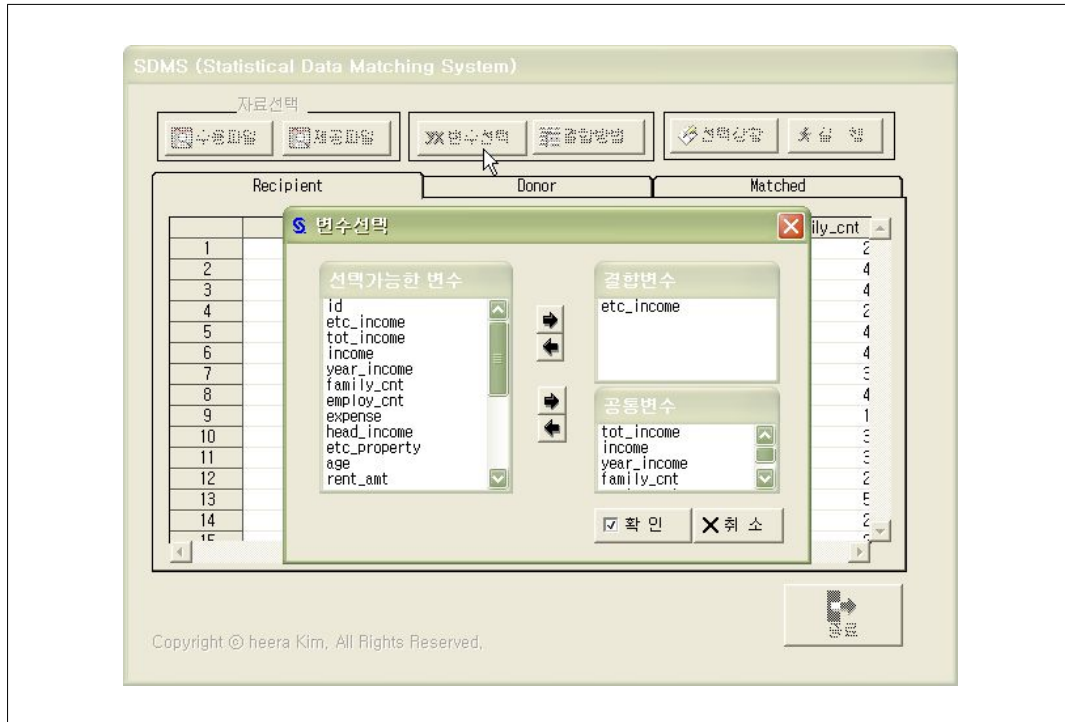 SDMS (Statistical Data Matching System)
자료선택
수용파일 제공파일 변수선택 결합방법 선택상황 실 행
Recipient Donor Matched
변수선택
ily_cnt
선택가능한 변수
id
etc_income
tot_income
income
year_income
family_cnt
employ_cnt
expense
head_income
etc_property
age
rent_amt
결합변수
etc_income
공통변수
tot_income
income
year_income
family_cnt
확 인 취 소
1 2
2 4
3 4
4 2
5 4
6 4
7 3
8 4
9 1
10 3
11 3
12 2
13 5
14 2
15
종료
Copyright © heera Kim, All Rights Reserved,